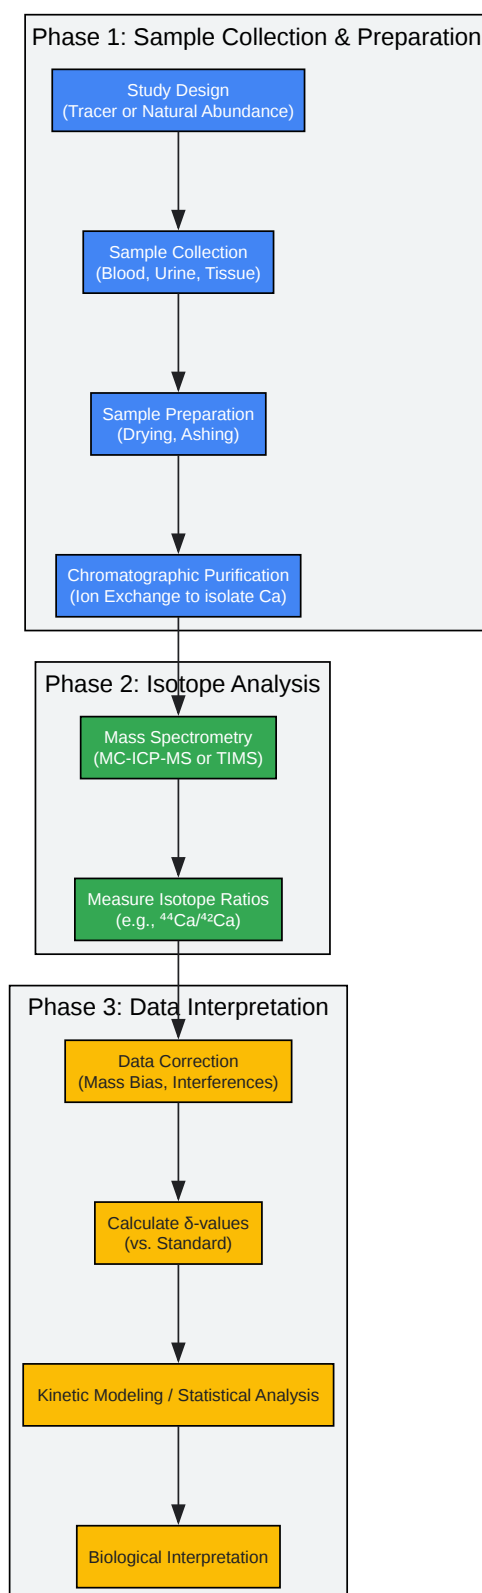 Phase 1: Sample Collection & Preparation
Study Design
(Tracer or Natural Abundance)
Sample Collection
(Blood, Urine, Tissue)
Sample Preparation
(Drying, Ashing)
Chromatographic Purification
(Ion Exchange to isolate Ca)
Phase 2: Isotope Analysis
Mass Spectrometry
(MC-ICP-MS or TIMS)
Measure Isotope Ratios
(e.g., ⁴⁴Ca/⁴²Ca)
Phase 3: Data Interpretation
Data Correction
(Mass Bias, Interferences)
Calculate δ-values
(vs. Standard)
Kinetic Modeling / Statistical Analysis
Biological Interpretation